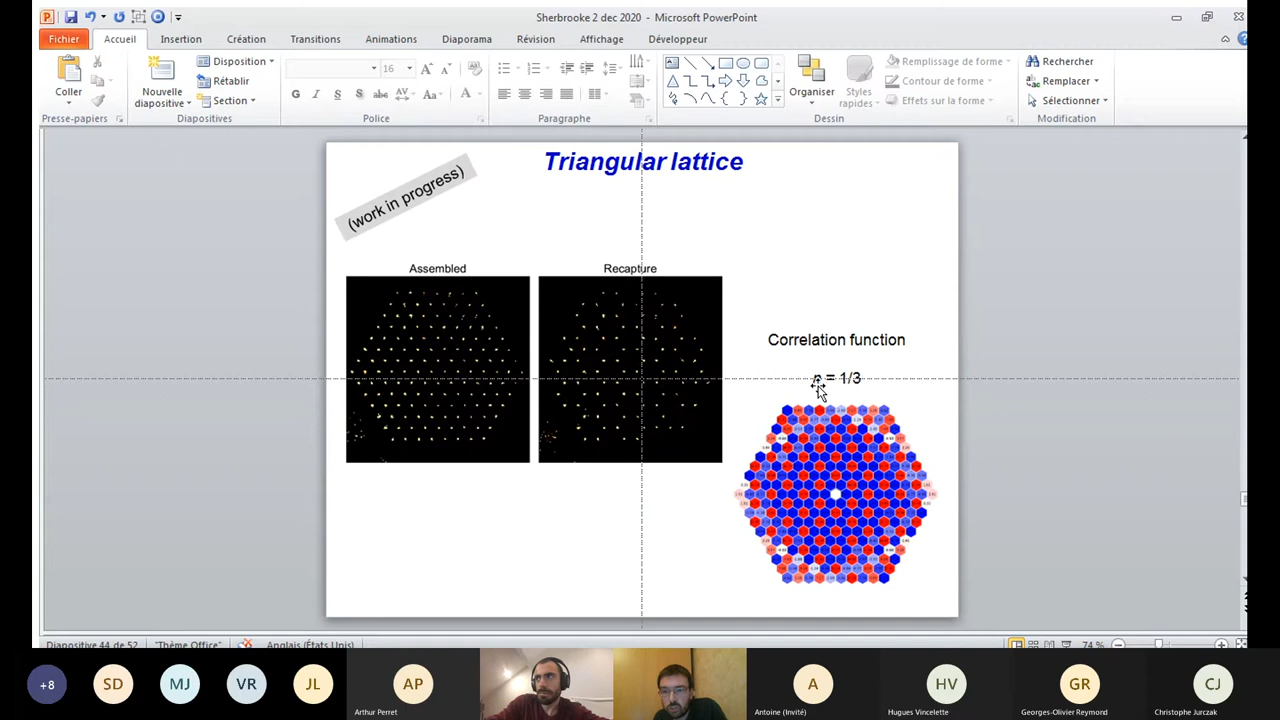 Sherbrooke 2 dec 2020 - Microsoft PowerPoint
Fichier Accueil Insertion Création Transitions Animations Diaporama Révision Affichage Développeur
Coller
Presse-papiers
Nouvelle diapositive
Disposition
Rétablir
Section
Diapositives
16
G I S S abc AV Aa A
Police
Paragraphe
Organiser
Styles rapides
Remplissage de forme
Contour de forme
Effets sur la forme
Dessin
Rechercher
Remplacer
Sélectionner
Modification
Triangular lattice
(work in progress)
Assembled
Recapture
Correlation function
n = 1/3
Diapositive 44 de 52 "Thème Office" Anglais (États Unis) 74 %
+8 SD MJ VR JL AP A HV GR CJ
Arthur Perret Antoine (Invité) Hugues Vincelette Georges-Olivier Reymond Christophe Jurczak